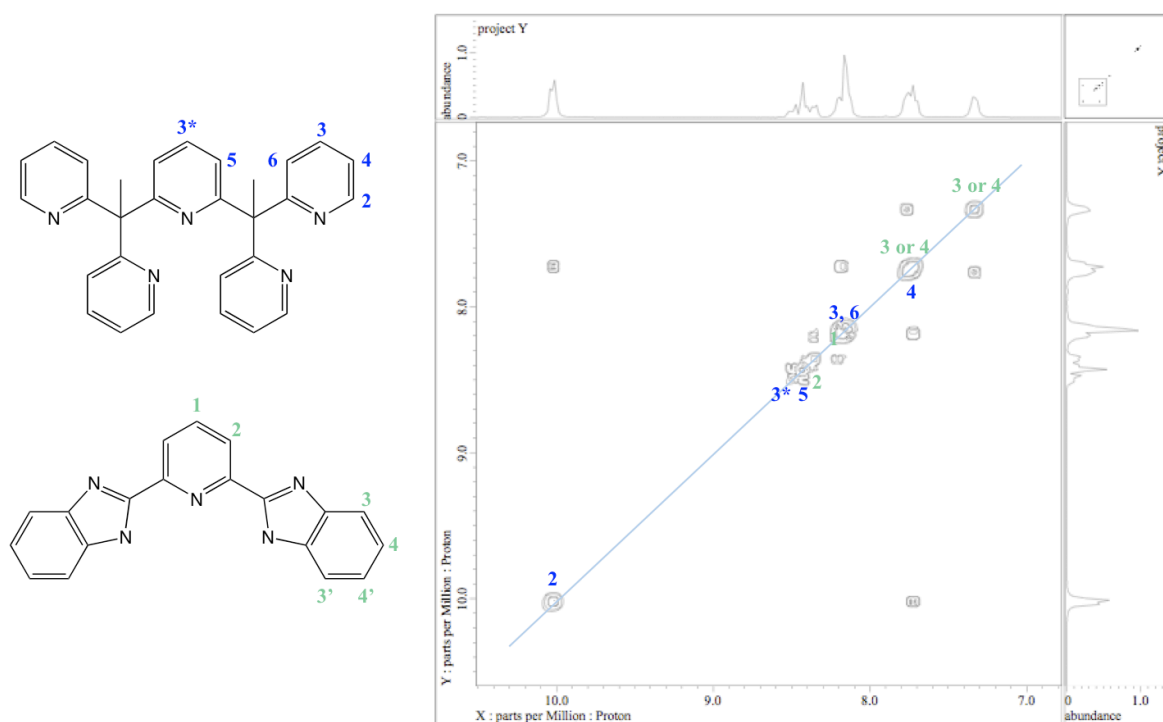 3*
3
5
6
4
2
N
N
N
N
N
1
2
N
N
N
N
N
3
4
3'
4'
project Y
1.0
abundance
0
project X
7.0
8.0
9.0
10.0
Y : parts per Million : Proton
3 or 4
3 or 4
4
3, 6
1
2
3* 5
2
10.0
9.0
8.0
7.0
X : parts per Million : Proton
0
1.0
abundance